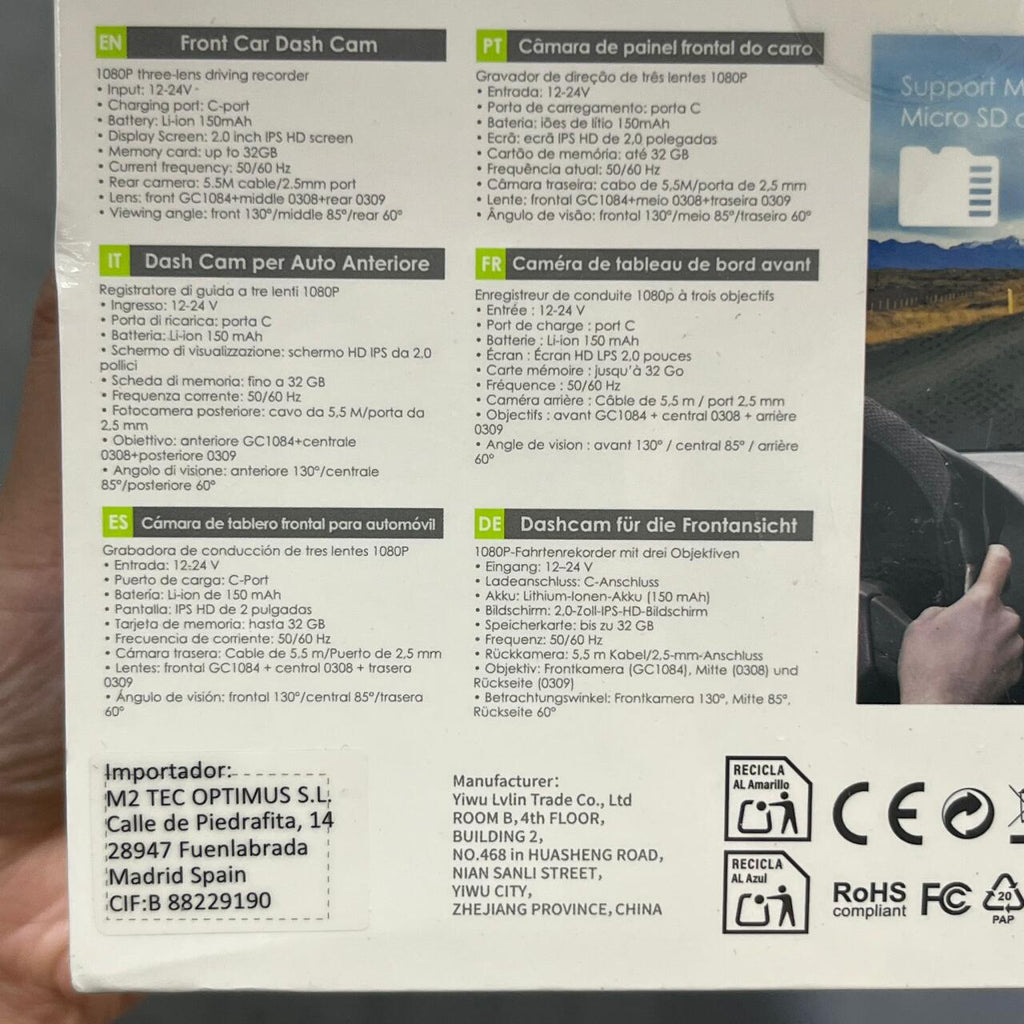 EN Front Car Dash Cam
1080P three-lens driving recorder
• Input: 12-24V
• Charging port: C-port
• Battery: Li-ion 150mAh
• Display Screen: 2.0 inch IPS HD screen
• Memory card: up to 32GB
• Current frequency: 50/60 Hz
• Rear camera: 5.5M cable/2.5mm port
• Lens: front GC1084+middle 0308+rear 0309
• Viewing angle: front 130°/middle 85°/rear 60°
PT Câmara de painel frontal do carro
Gravador de direção de três lentes 1080P
• Entrada: 12-24V
• Porta de carregamento: porta C
• Bateria: iões de lítio 150mAh
• Ecrã: ecrã IPS HD de 2,0 polegadas
• Cartão de memória: até 32 GB
• Frequência atual: 50/60 Hz
• Câmara traseira: cabo de 5,5M/porta de 2,5 mm
• Lente: frontal GC1084+meio 0308+traseira 0309
• Ângulo de visão: frontal 130°/meio 85°/traseiro 60°
Support M
Micro SD
IT Dash Cam per Auto Anteriore
Registratore di guida a tre lenti 1080P
• Ingresso: 12-24 V
• Porta di ricarica: porta C
• Batteria: Li-ion 150 mAh
• Schermo di visualizzazione: schermo HD IPS da 2,0
pollici
• Scheda di memoria: fino a 32 GB
• Frequenza corrente: 50/60 Hz
• Fotocamera posteriore: cavo da 5,5 M/porta da
2,5 mm
• Obiettivo: anteriore GC1084+centrale
0308+posteriore 0309
• Angolo di visione: anteriore 130°/centrale
85°/posteriore 60°
FR Caméra de tableau de bord avant
Enregistreur de conduite 1080p à trois objectifs
• Entrée : 12-24 V
• Port de charge : port C
• Batterie : Li-ion 150 mAh
• Écran : Écran HD LPS 2,0 pouces
• Carte mémoire : jusqu'à 32 Go
• Fréquence : 50/60 Hz
• Caméra arrière : Câble de 5,5 m / port 2,5 mm
• Objectifs : avant GC1084 + central 0308 + arrière
0309
• Angle de vision : avant 130° / central 85° / arrière
60°
ES Cámara de tablero frontal para automóvil
Grabadora de conducción de tres lentes 1080P
• Entrada: 12-24 V
• Puerto de carga: C-Port
• Batería: Li-ion de 150 mAh
• Pantalla: IPS HD de 2 pulgadas
• Tarjeta de memoria: hasta 32 GB
• Frecuencia de corriente: 50/60 Hz
• Cámara trasera: Cable de 5.5 m/Puerto de 2,5 mm
• Lentes: frontal GC1084 + central 0308 + trasera
0309
• Ángulo de visión: frontal 130°/central 85°/trasera
60°
DE Dashcam für die Frontansicht
1080P-Fahrtenrekorder mit drei Objektiven
• Eingang: 12–24 V
• Ladeanschluss: C-Anschluss
• Akku: Lithium-Ionen-Akku (150 mAh)
• Bildschirm: 2,0-Zoll-IPS-HD-Bildschirm
• Speicherkarte: bis zu 32 GB
• Frequenz: 50/60 Hz
• Rückkamera: 5,5 m Kabel/2,5-mm-Anschluss
• Objektiv: Frontkamera (GC1084), Mitte (0308) und
Rückseite (0309)
• Betrachtungswinkel: Frontkamera 130°, Mitte 85°,
Rückseite 60°
Importador:
M2 TEC OPTIMUS S.L.
Calle de Piedrafita, 14
28947 Fuenlabrada
Madrid Spain
CIF:B 88229190
Manufacturer:
Yiwu Lvlin Trade Co., Ltd
ROOM B, 4th FLOOR,
BUILDING 2,
NO.468 in HUASHENG ROAD,
NIAN SANLI STREET,
YIWU CITY,
ZHEJIANG PROVINCE, CHINA
RECICLA
AL Amarillo
CE
RECICLA
AL Azul
RoHS
compliant
FC
20
PAP